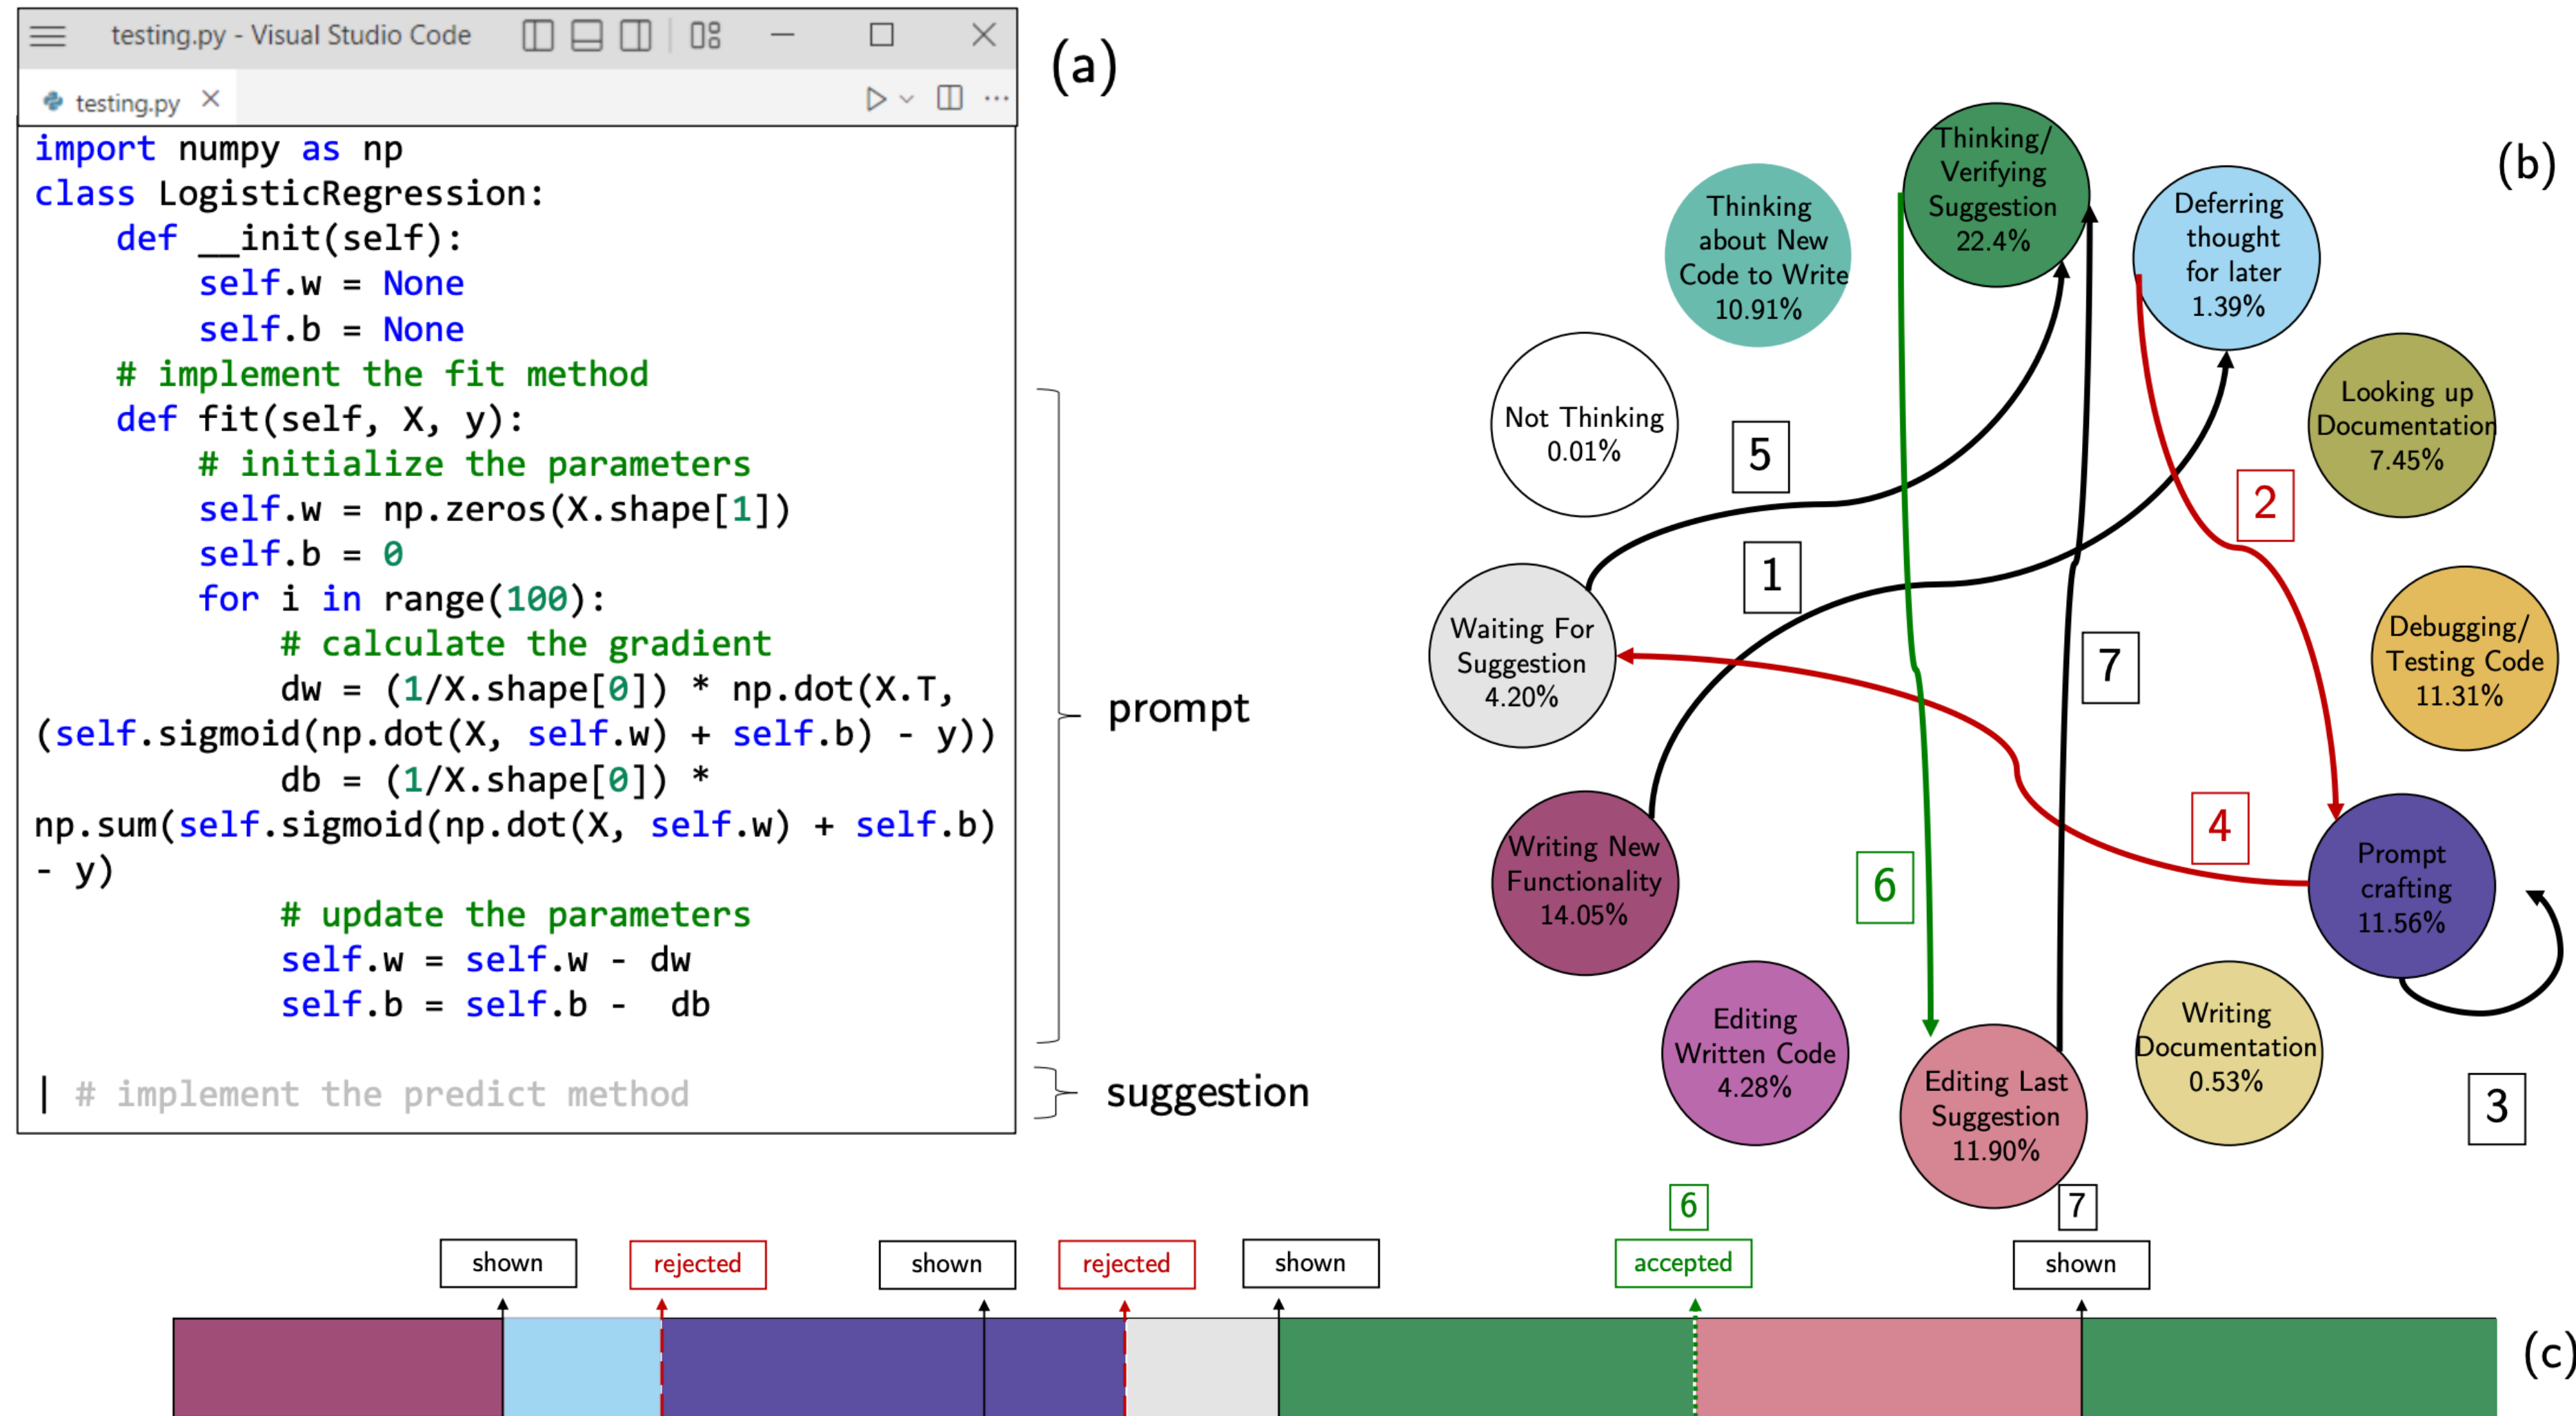 testing.py - Visual Studio Code
testing.py
import numpy as np
class LogisticRegression:
def __init(self):
self.w = None
self.b = None
# implement the fit method
def fit(self, X, y):
# initialize the parameters
self.w = np.zeros(X.shape[1])
self.b = 0
for i in range(100):
# calculate the gradient
dw = (1/X.shape[0]) * np.dot(X.T,
(self.sigmoid(np.dot(X, self.w) + self.b) - y))
db = (1/X.shape[0]) *
np.sum(self.sigmoid(np.dot(X, self.w) + self.b)
- y)
# update the parameters
self.w = self.w - dw
self.b = self.b -  db
# implement the predict method
(a)
prompt
suggestion
(b)
Thinking/
Verifying
Suggestion
22.4%
Thinking
about New
Code to Write
10.91%
Deferring
thought
for later
1.39%
Not Thinking
0.01%
Looking up
Documentation
7.45%
5
2
1
Waiting For
Suggestion
4.20%
7
Debugging/
Testing Code
11.31%
Writing New
Functionality
14.05%
6
4
Prompt
crafting
11.56%
Editing
Written Code
4.28%
Editing Last
Suggestion
11.90%
Writing
Documentation
0.53%
3
6
7
shown
rejected
shown
rejected
shown
accepted
shown
(c)